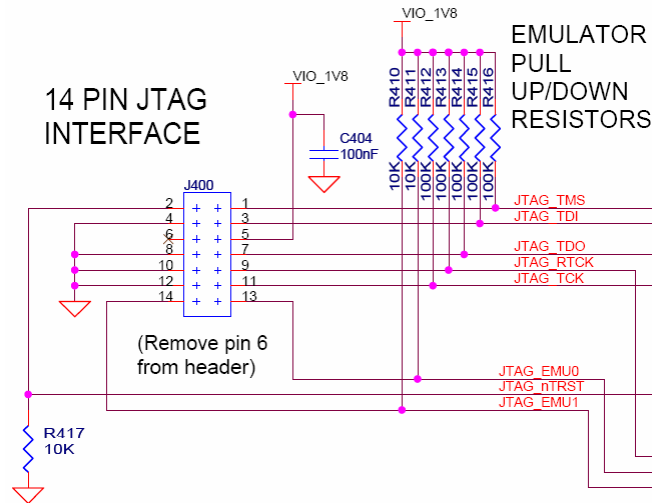 VIO_1V8
EMULATOR
PULL
UP/DOWN
RESISTORS
14 PIN JTAG
INTERFACE
VIO_1V8
R410
R411
R412
R413
R414
R415
R416
10K
10K
100K
100K
100K
100K
100K
C404
100nF
J400
2 1
4 3
6 5
8 7
10 9
12 11
14 13
JTAG_TMS
JTAG_TDI
JTAG_TDO
JTAG_RTCK
JTAG_TCK
(Remove pin 6
from header)
JTAG_EMU0
JTAG_nTRST
JTAG_EMU1
R417
10K